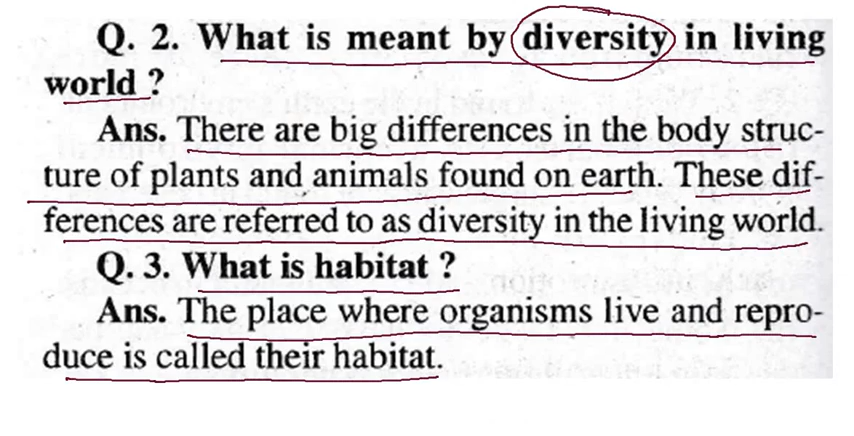 Q. 2. What is meant by diversity in living
world ?
Ans. There are big differences in the body struc-
ture of plants and animals found on earth. These dif-
ferences are referred to as diversity in the living world.
Q. 3. What is habitat ?
Ans. The place where organisms live and repro-
duce is called their habitat.